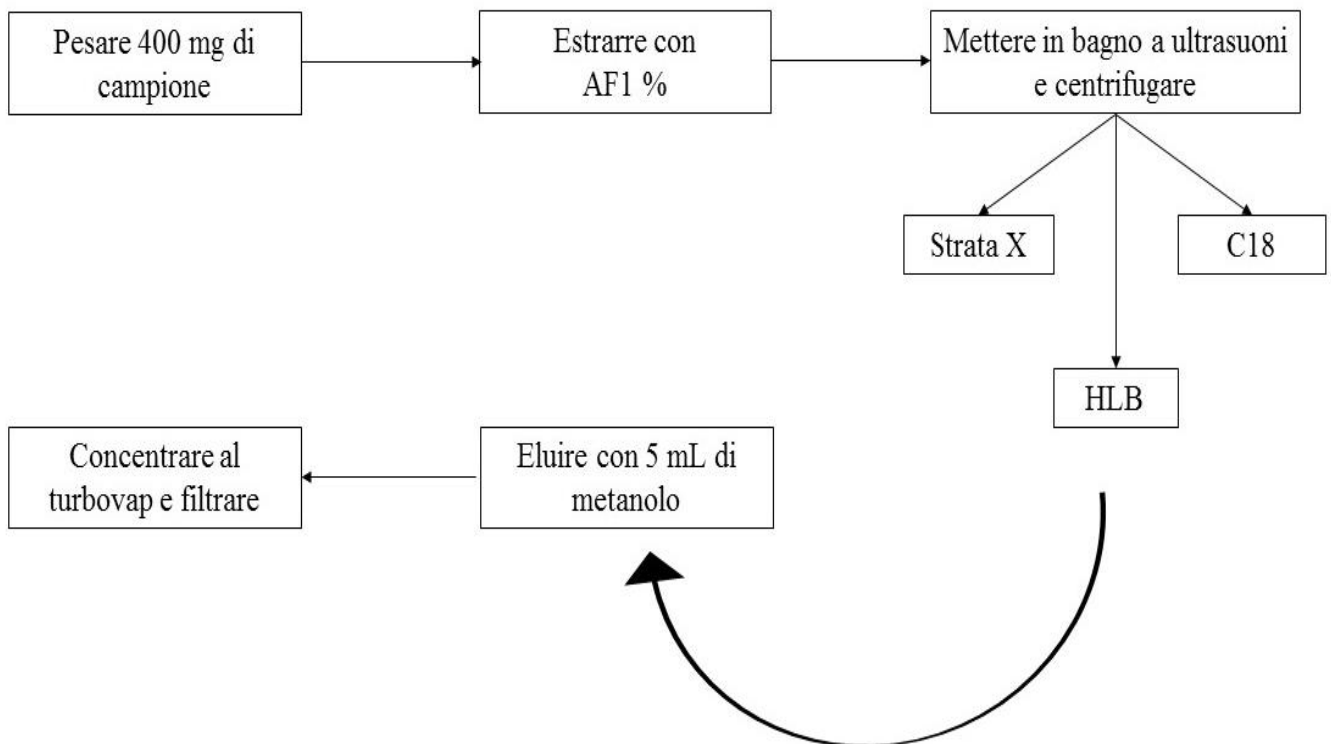 Pesare 400 mg di
campione
Estrarre con
AF1 %
Mettere in bagno a ultrasuoni
e centrifugare
Strata X
C18
HLB
Eluire con 5 mL di
metanolo
Concentrare al
turbovap e filtrare